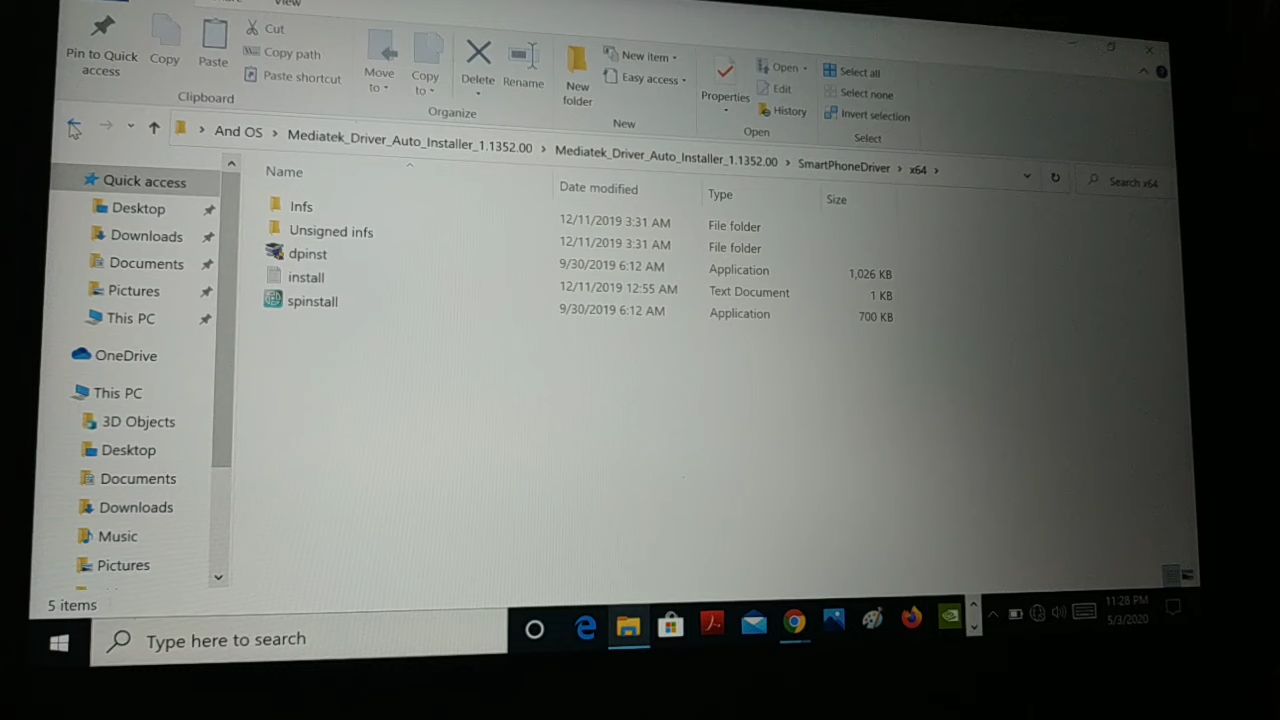 View
Pin to Quick access
Copy
Paste
Cut
Copy path
Paste shortcut
Clipboard
Move to
Copy to
Delete
Rename
Organize
New folder
New item
Easy access
New
Properties
Open
Edit
History
Open
Select all
Select none
Invert selection
Select
And OS > Mediatek_Driver_Auto_Installer_1.1352.00 > Mediatek_Driver_Auto_Installer_1.1352.00 > SmartPhoneDriver > x64 >
Search x64
Quick access
Desktop
Downloads
Documents
Pictures
This PC
OneDrive
This PC
3D Objects
Desktop
Documents
Downloads
Music
Pictures
Name Date modified Type Size
Infs 12/11/2019 3:31 AM File folder
Unsigned infs 12/11/2019 3:31 AM File folder
dpinst 9/30/2019 6:12 AM Application 1,026 KB
install 12/11/2019 12:55 AM Text Document 1 KB
spinstall 9/30/2019 6:12 AM Application 700 KB
5 items
Type here to search
11:28 PM
5/3/2020